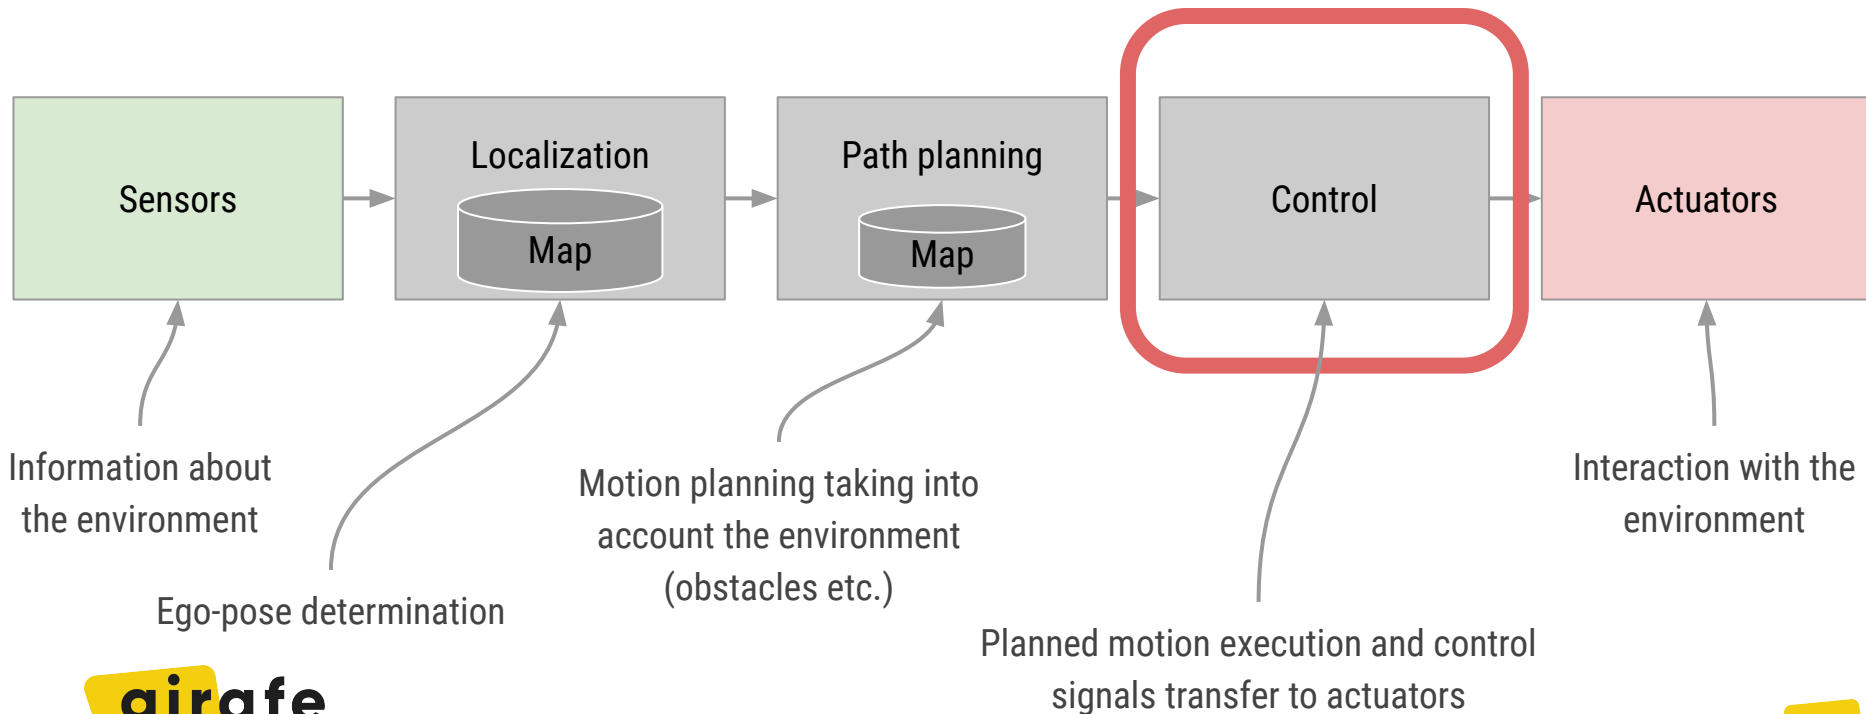 Sensors
Localization
Map
Path planning
Map
Control
Actuators
Information about
the environment
Ego-pose determination
Motion planning taking into
account the environment
(obstacles etc.)
Planned motion execution and control
signals transfer to actuators
Interaction with the
environment
girafe